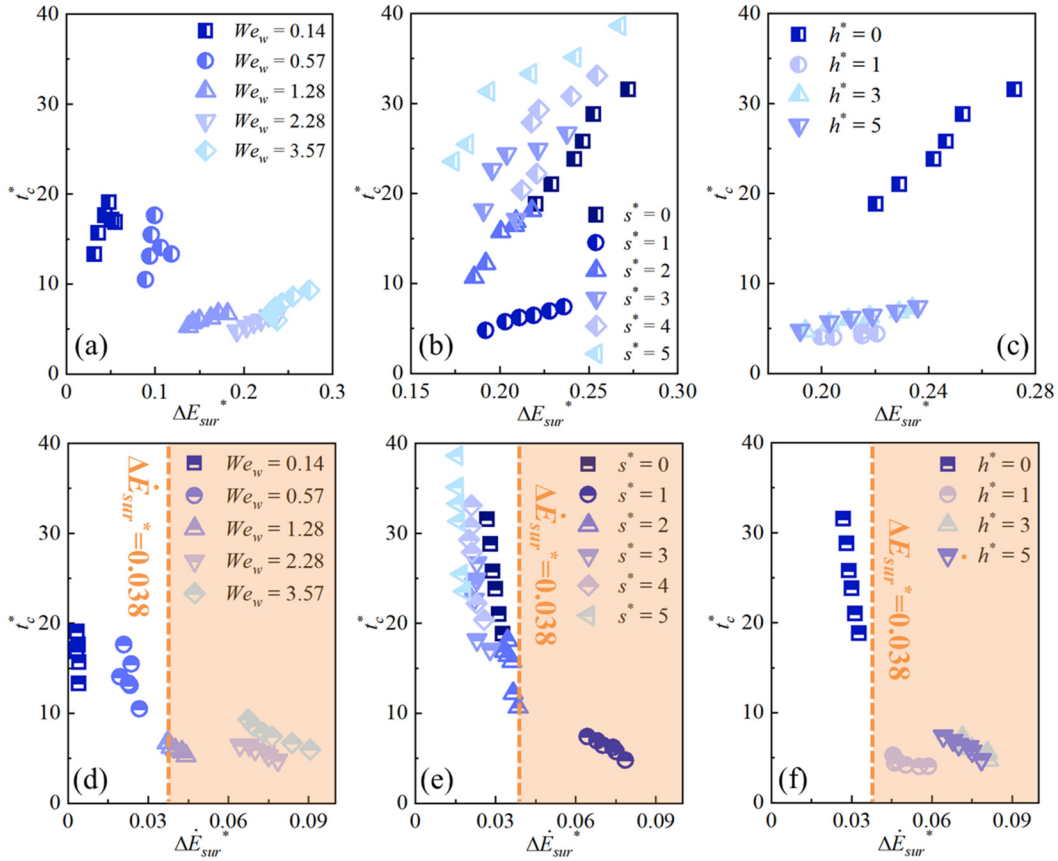 40
30
20
10
0
t_c^*
We_w = 0.14
We_w = 0.57
We_w = 1.28
We_w = 2.28
We_w = 3.57
(a)
0 0.1 0.2 0.3
ΔE_sur^*
40
30
20
10
0
t_c^*
s^* = 0
s^* = 1
s^* = 2
s^* = 3
s^* = 4
s^* = 5
(b)
0.15 0.20 0.25 0.30
ΔE_sur^*
40
30
20
10
0
t_c^*
h^* = 0
h^* = 1
h^* = 3
h^* = 5
(c)
0.20 0.24 0.28
ΔE_sur^*
40
30
20
10
0
t_c^*
We_w = 0.14
We_w = 0.57
We_w = 1.28
We_w = 2.28
We_w = 3.57
ΔĖ_sur^*=0.038
(d)
0 0.03 0.06 0.09
ΔĖ_sur^*
40
30
20
10
0
t_c^*
s^* = 0
s^* = 1
s^* = 2
s^* = 3
s^* = 4
s^* = 5
ΔĖ_sur^*=0.038
(e)
0 0.03 0.06 0.09
ΔĖ_sur^*
40
30
20
10
0
t_c^*
h^* = 0
h^* = 1
h^* = 3
h^* = 5
ΔE_sur^*=0.038
(f)
0 0.03 0.06 0.09
ΔĖ_sur^*